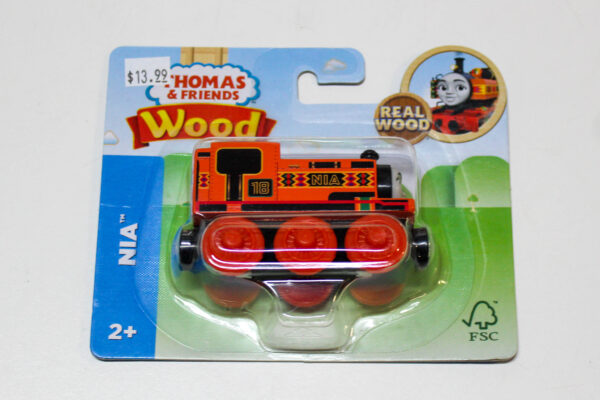 $13.99
THOMAS
& FRIENDS
Wood
REAL
WOOD
18
NIA
NIA™
2+
FSC